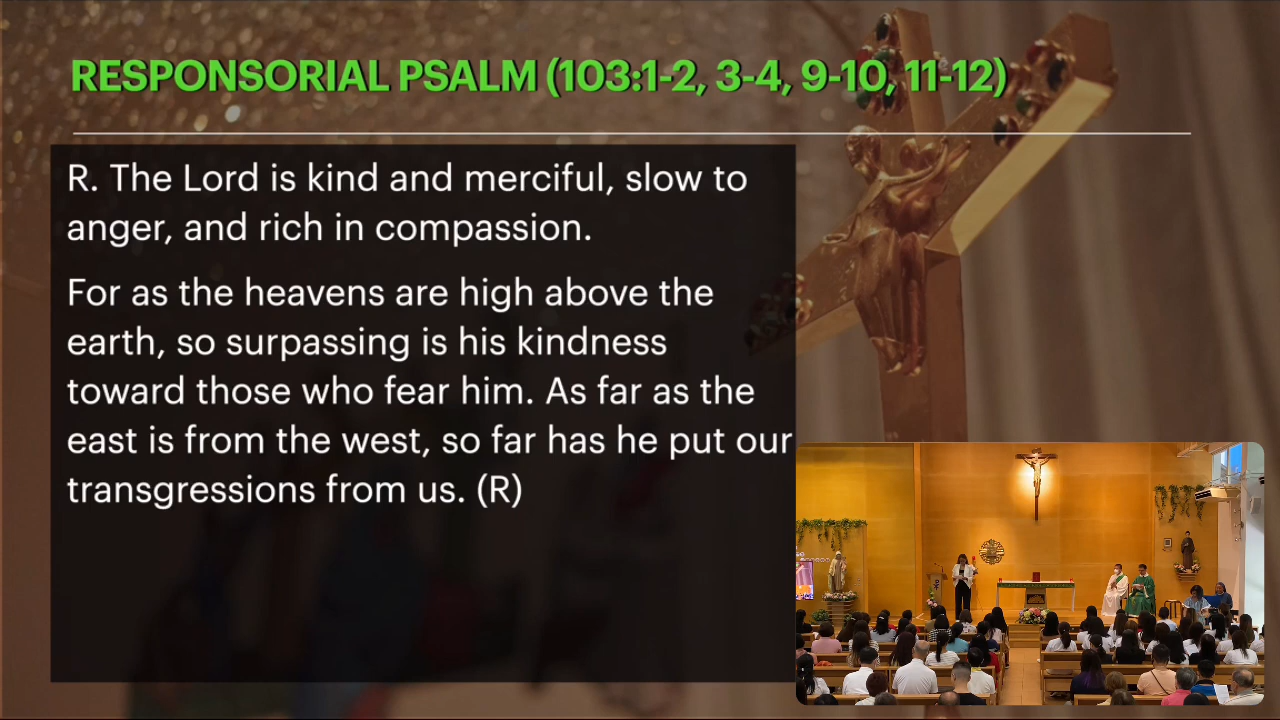 RESPONSORIAL PSALM (103:1-2, 3-4, 9-10, 11-12)
R. The Lord is kind and merciful, slow to
anger, and rich in compassion.
For as the heavens are high above the
earth, so surpassing is his kindness
toward those who fear him. As far as the
east is from the west, so far has he put our
transgressions from us. (R)